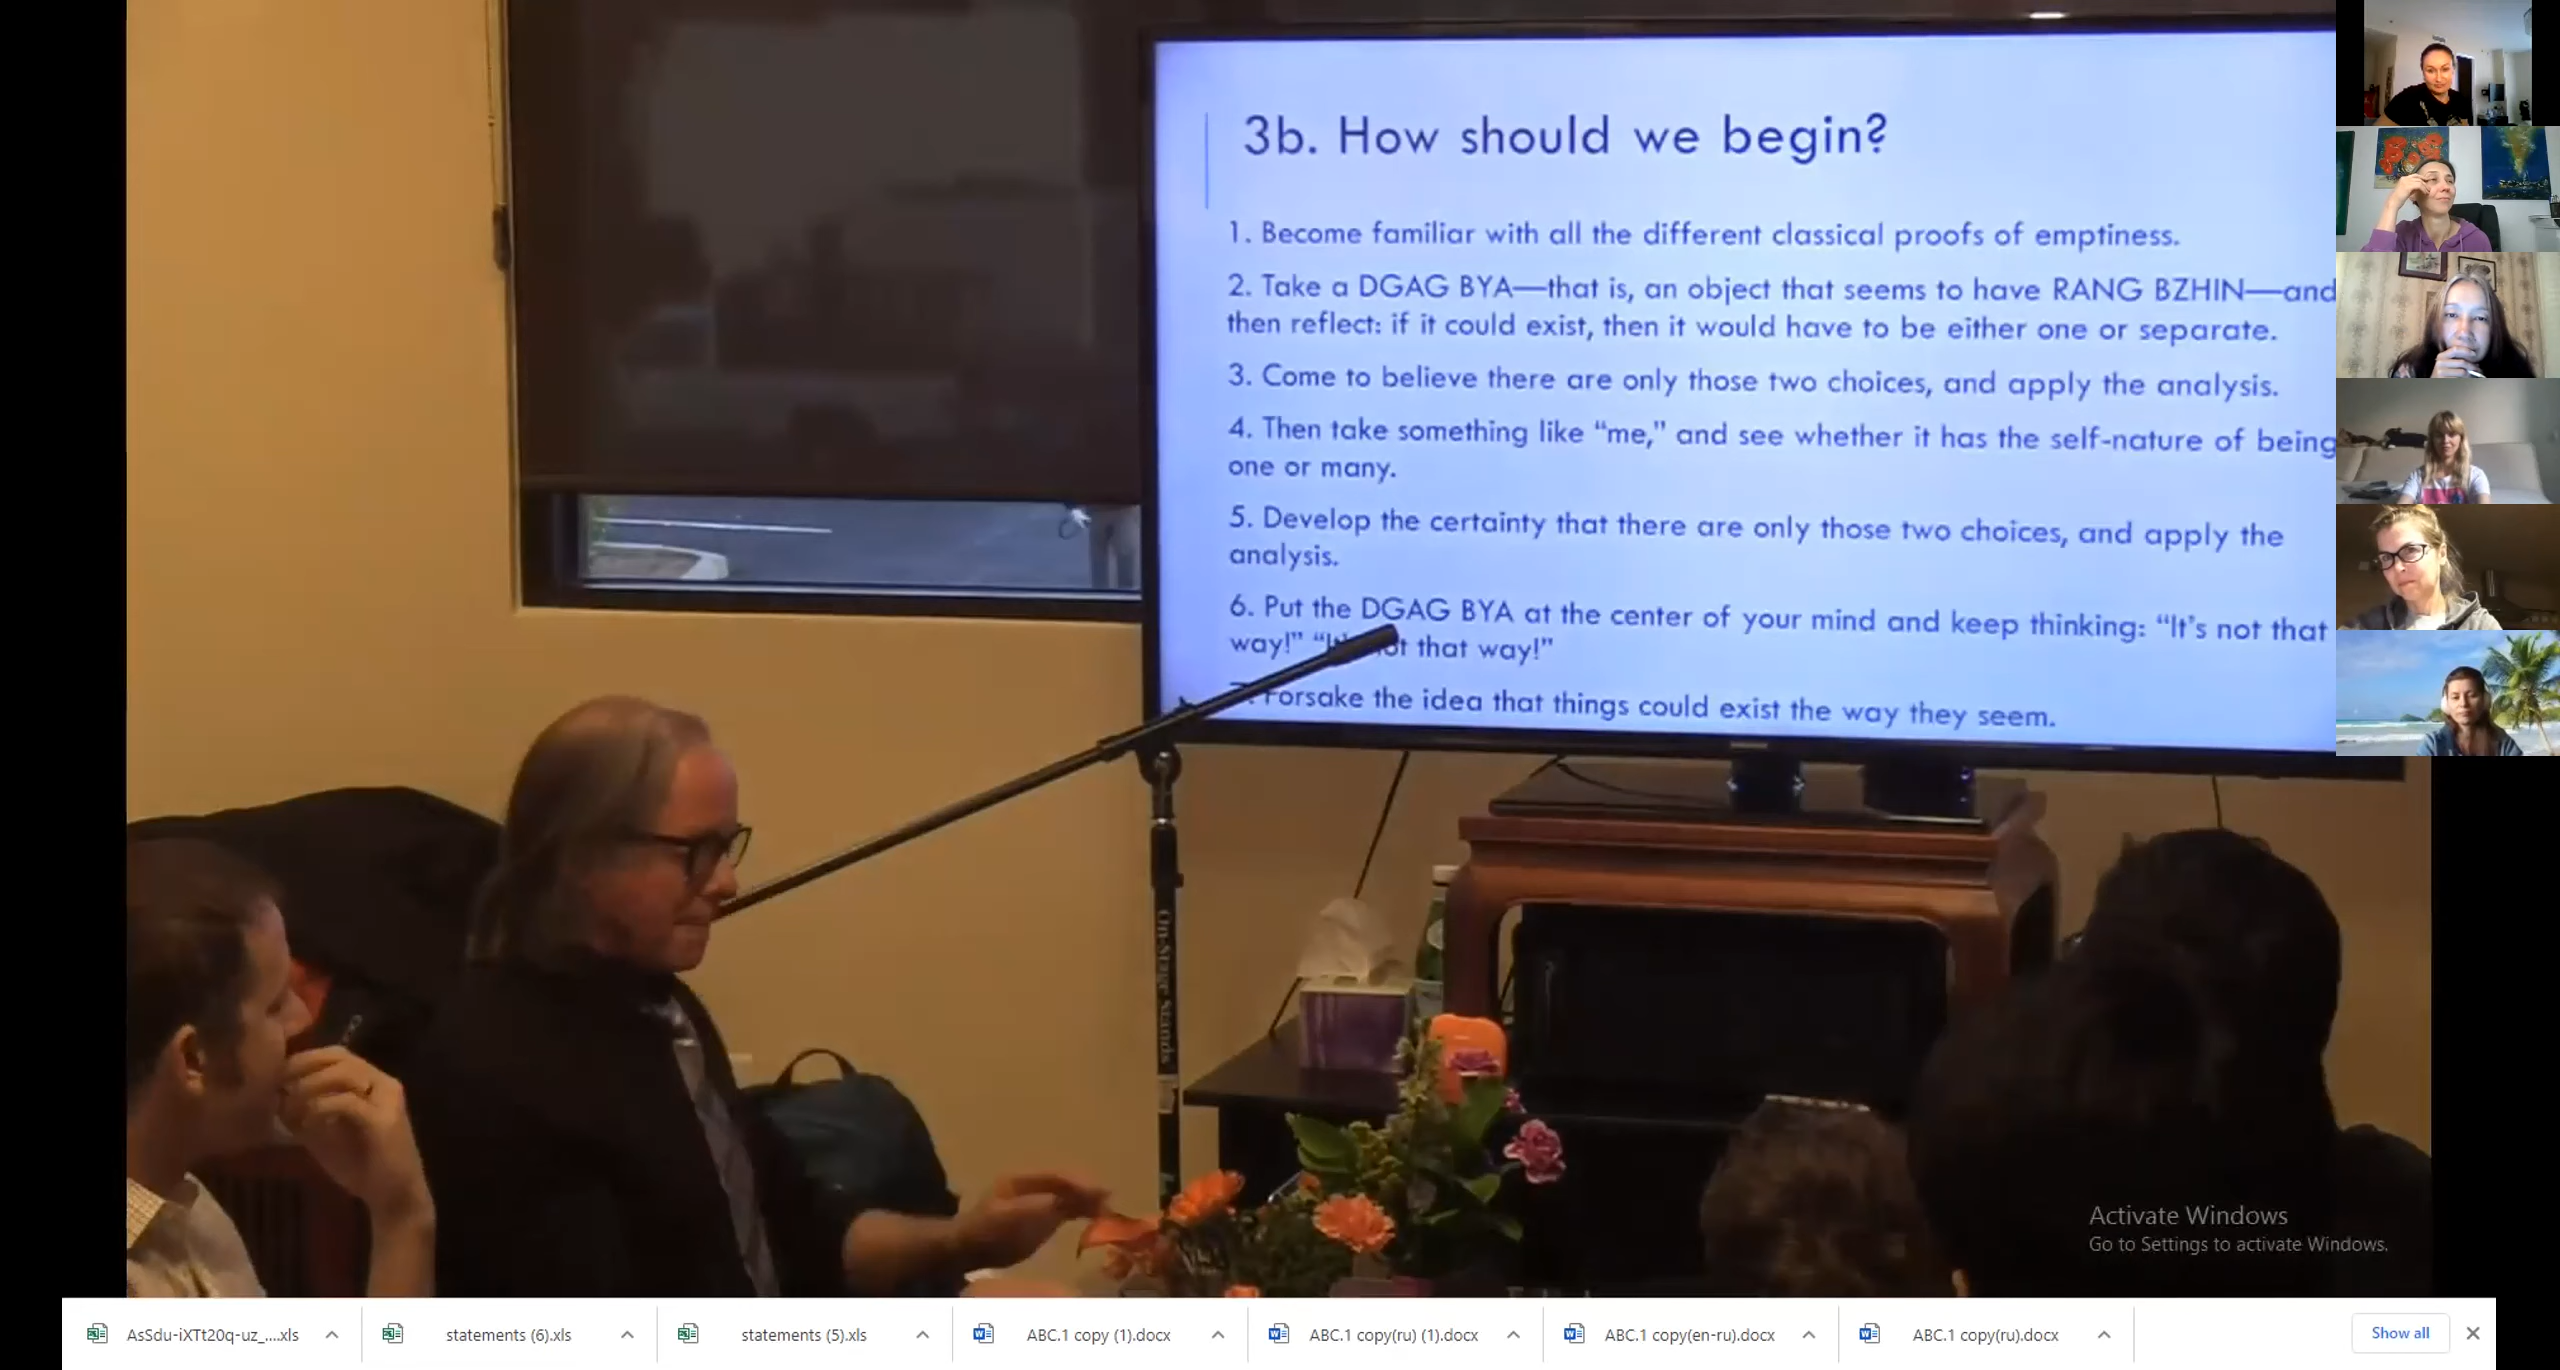 3b. How should we begin?
1. Become familiar with all the different classical proofs of emptiness.
2. Take a DGAG BYA—that is, an object that seems to have RANG BZHIN—and
then reflect: if it could exist, then it would have to be either one or separate.
3. Come to believe there are only those two choices, and apply the analysis.
4. Then take something like “me,” and see whether it has the self-nature of being
one or many.
5. Develop the certainty that there are only those two choices, and apply the
analysis.
6. Put the DGAG BYA at the center of your mind and keep thinking: “It’s not that
way!” that way!”
Forsake the idea that things could exist the way they seem.
On-Stage Stands
Activate Windows
Go to Settings to activate Windows.
AsSdu-iXTt20q-uz_....xls
statements (6).xls
statements (5).xls
ABC.1 copy (1).docx
ABC.1 copy(ru) (1).docx
ABC.1 copy(en-ru).docx
ABC.1 copy(ru).docx
Show all